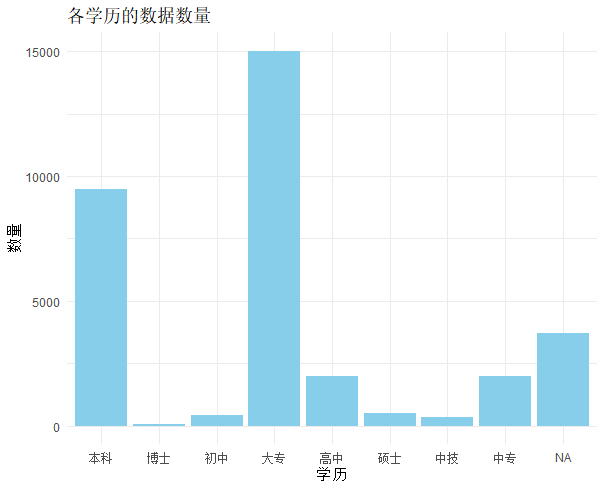 各学历的数据数量
数量
15000
10000
5000
0
本科 博士 初中 大专 高中 硕士 中技 中专 NA
学历